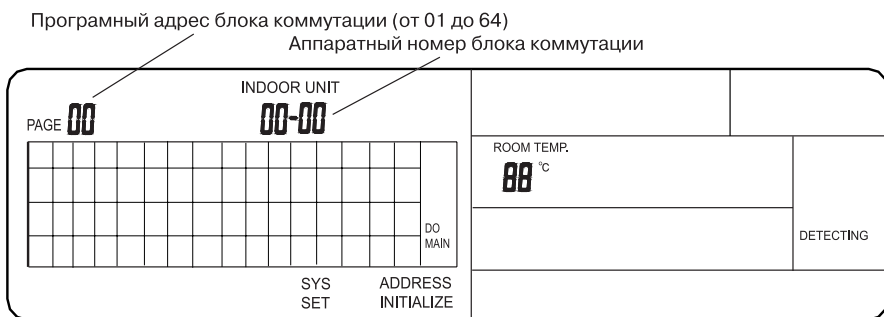 Програмный адрес блока коммутации (от 01 до 64)
Аппаратный номер блока коммутации
INDOOR UNIT
PAGE 00
00-00
ROOM TEMP.
88 °C
DO
MAIN
DETECTING
SYS
SET
ADDRESS
INITIALIZE